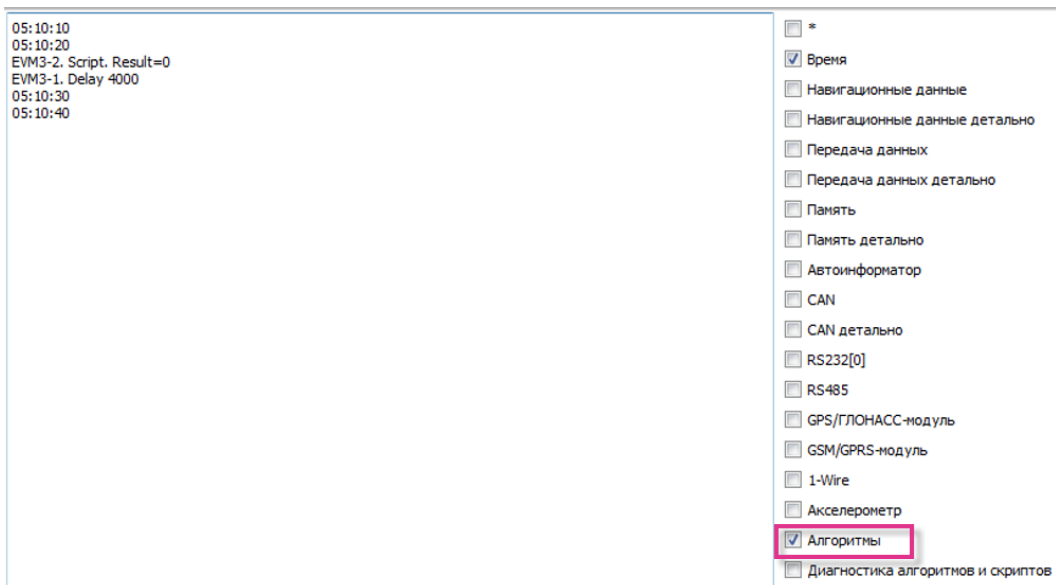 05:10:10
05:10:20
EVM3-2. Script. Result=0
EVM3-1. Delay 4000
05:10:30
05:10:40
*
Время
Навигационные данные
Навигационные данные детально
Передача данных
Передача данных детально
Память
Память детально
Автоинформатор
CAN
CAN детально
RS232[0]
RS485
GPS/ГЛОНАСС-модуль
GSM/GPRS-модуль
1-Wire
Акселерометр
Алгоритмы
Диагностика алгоритмов и скриптов